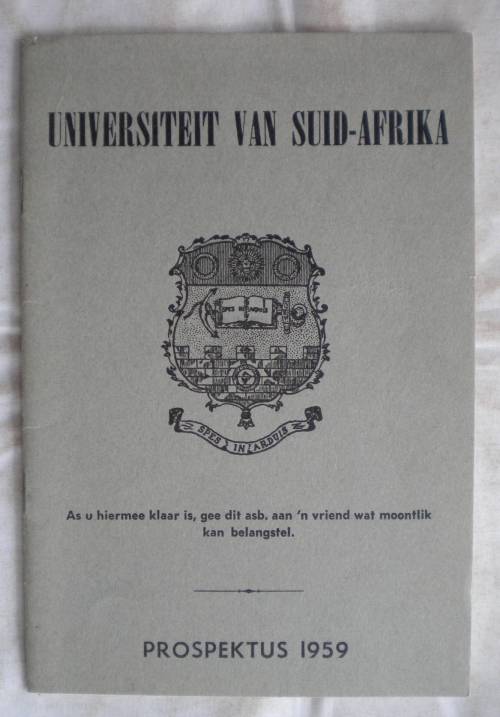 UNIVERSITEIT VAN SUID-AFRIKA
SPES IN ARDUIS
As u hiermee klaar is, gee dit asb. aan 'n vriend wat moontlik
kan belangstel.
PROSPEKTUS 1959